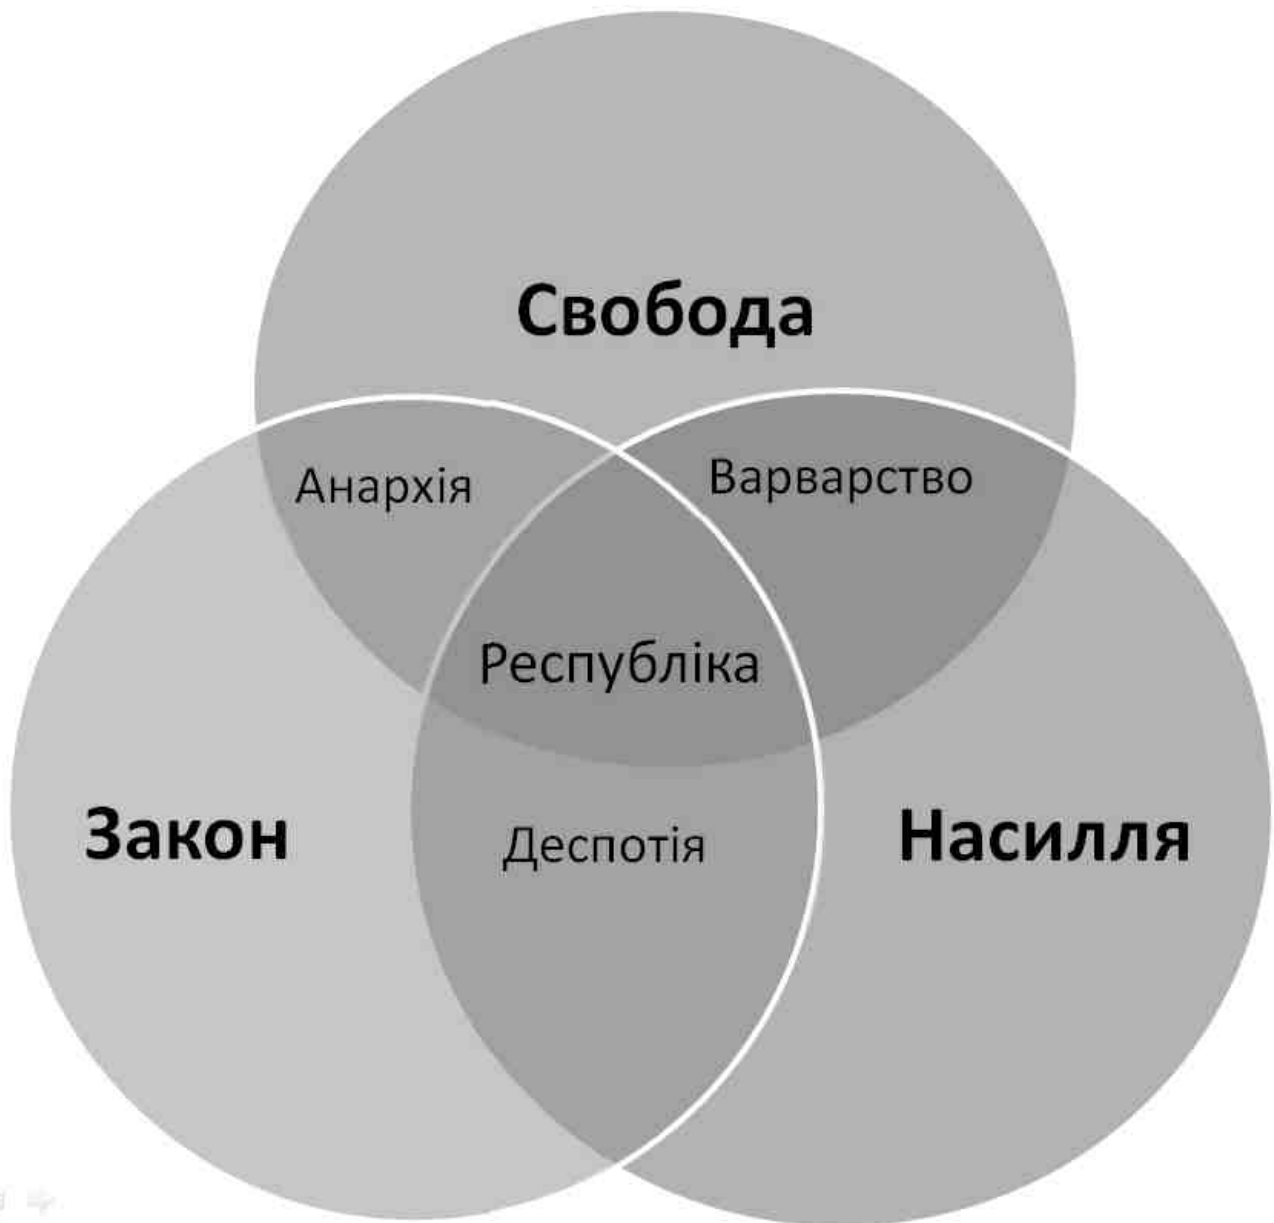 Свобода
Анархія
Варварство
Республіка
Закон
Деспотія
Насилля